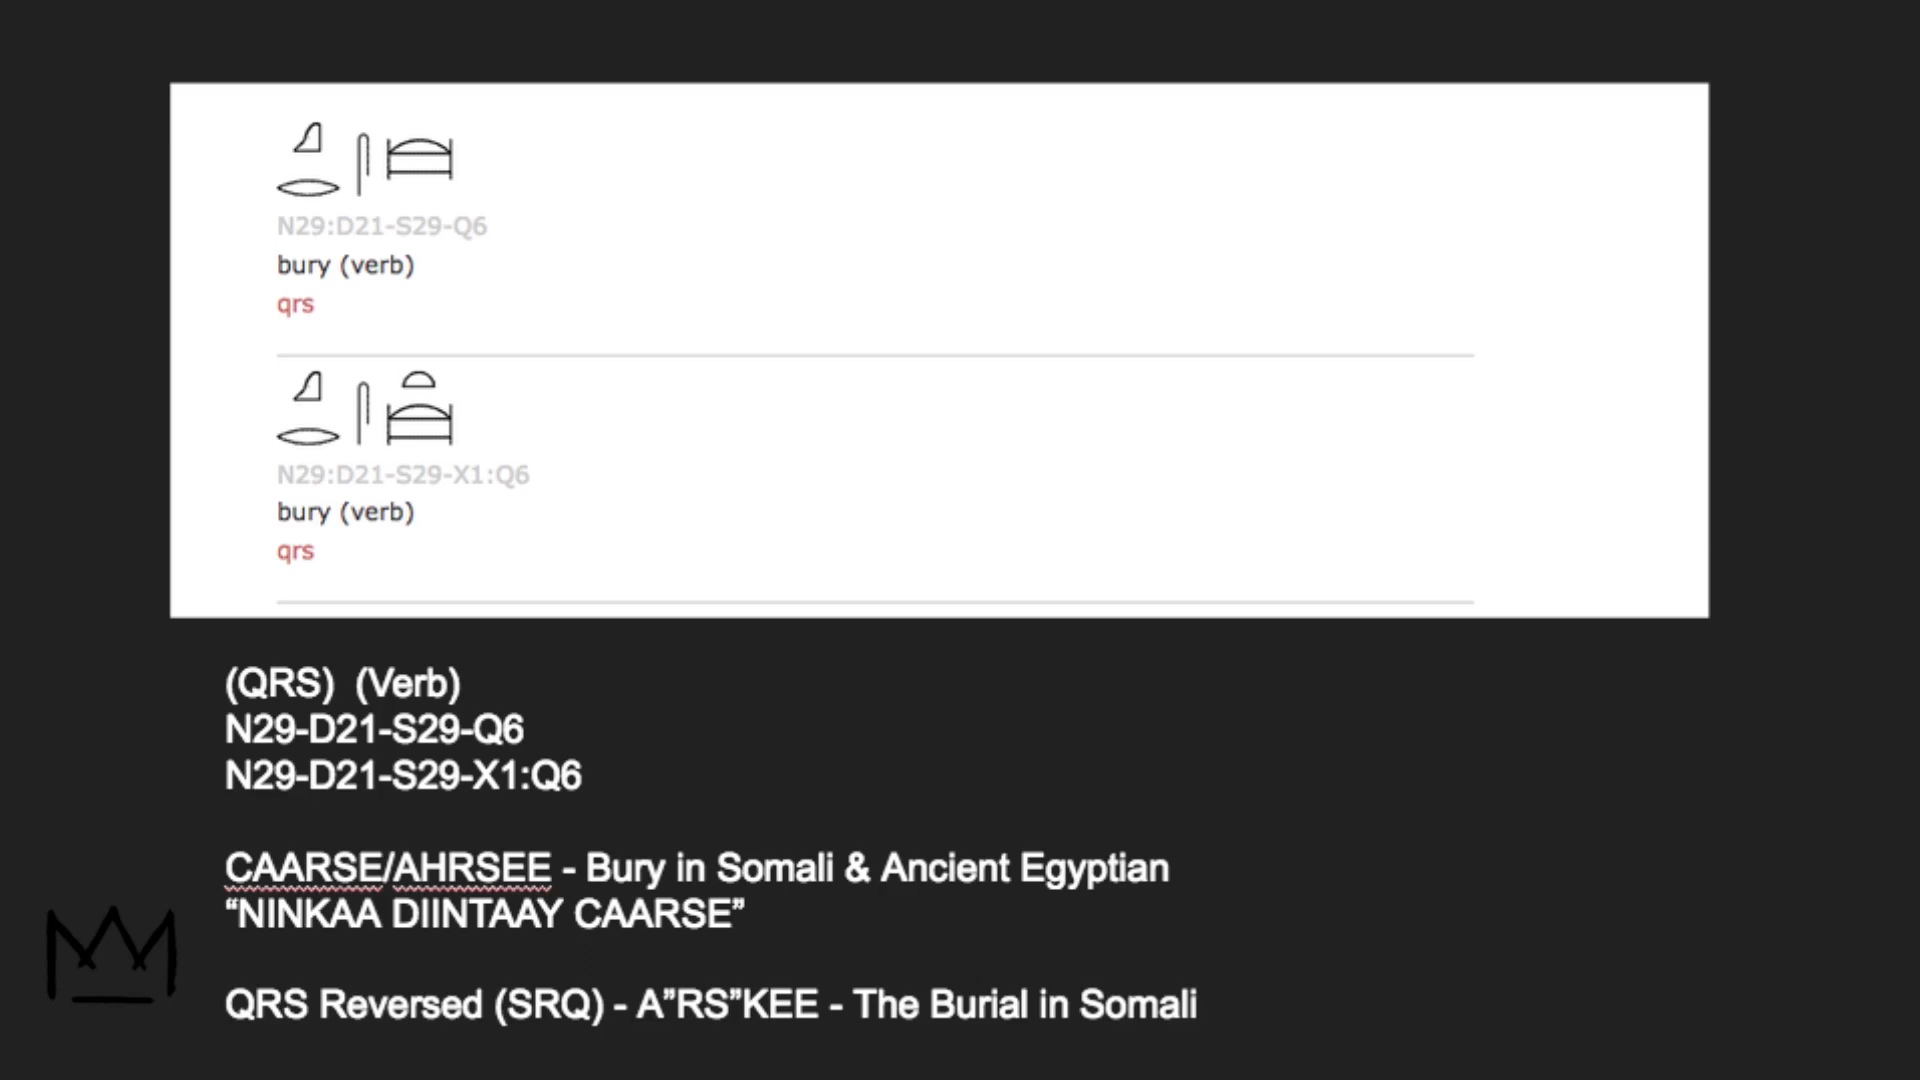 N29:D21-S29-Q6
bury (verb)
qrs
N29:D21-S29-X1:Q6
bury (verb)
qrs
(QRS) (Verb)
N29-D21-S29-Q6
N29-D21-S29-X1:Q6
CAARSE/AHRSEE - Bury in Somali & Ancient Egyptian
“NINKAA DIINTAAY CAARSE”
QRS Reversed (SRQ) - A”RS”KEE - The Burial in Somali